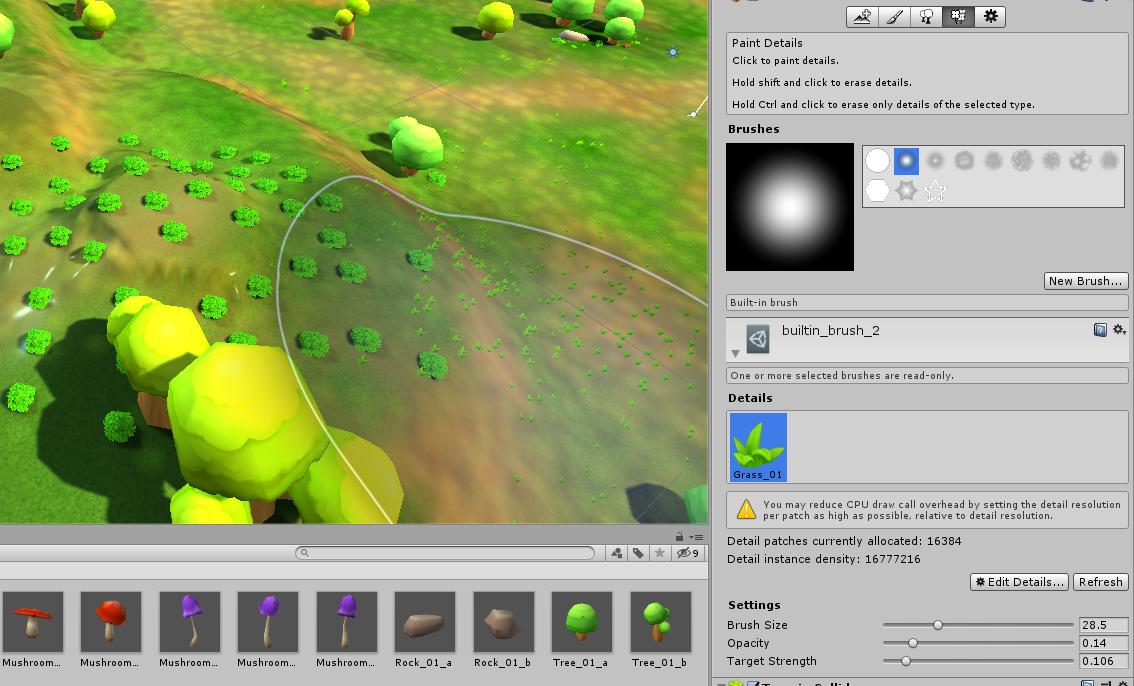 Paint Details
Click to paint details.
Hold shift and click to erase details.
Hold Ctrl and click to erase only details of the selected type.
Brushes
New Brush...
Built-in brush
builtin_brush_2
One or more selected brushes are read-only.
Details
Grass_01
You may reduce CPU draw call overhead by setting the detail resolution
per patch as high as possible, relative to detail resolution.
Detail patches currently allocated: 16384
Detail instance density: 16777216
Edit Details... Refresh
Settings
Brush Size 28.5
Opacity 0.14
Target Strength 0.106
9
Mushroom... Mushroom... Mushroom... Mushroom... Mushroom... Rock_01_a Rock_01_b Tree_01_a Tree_01_b